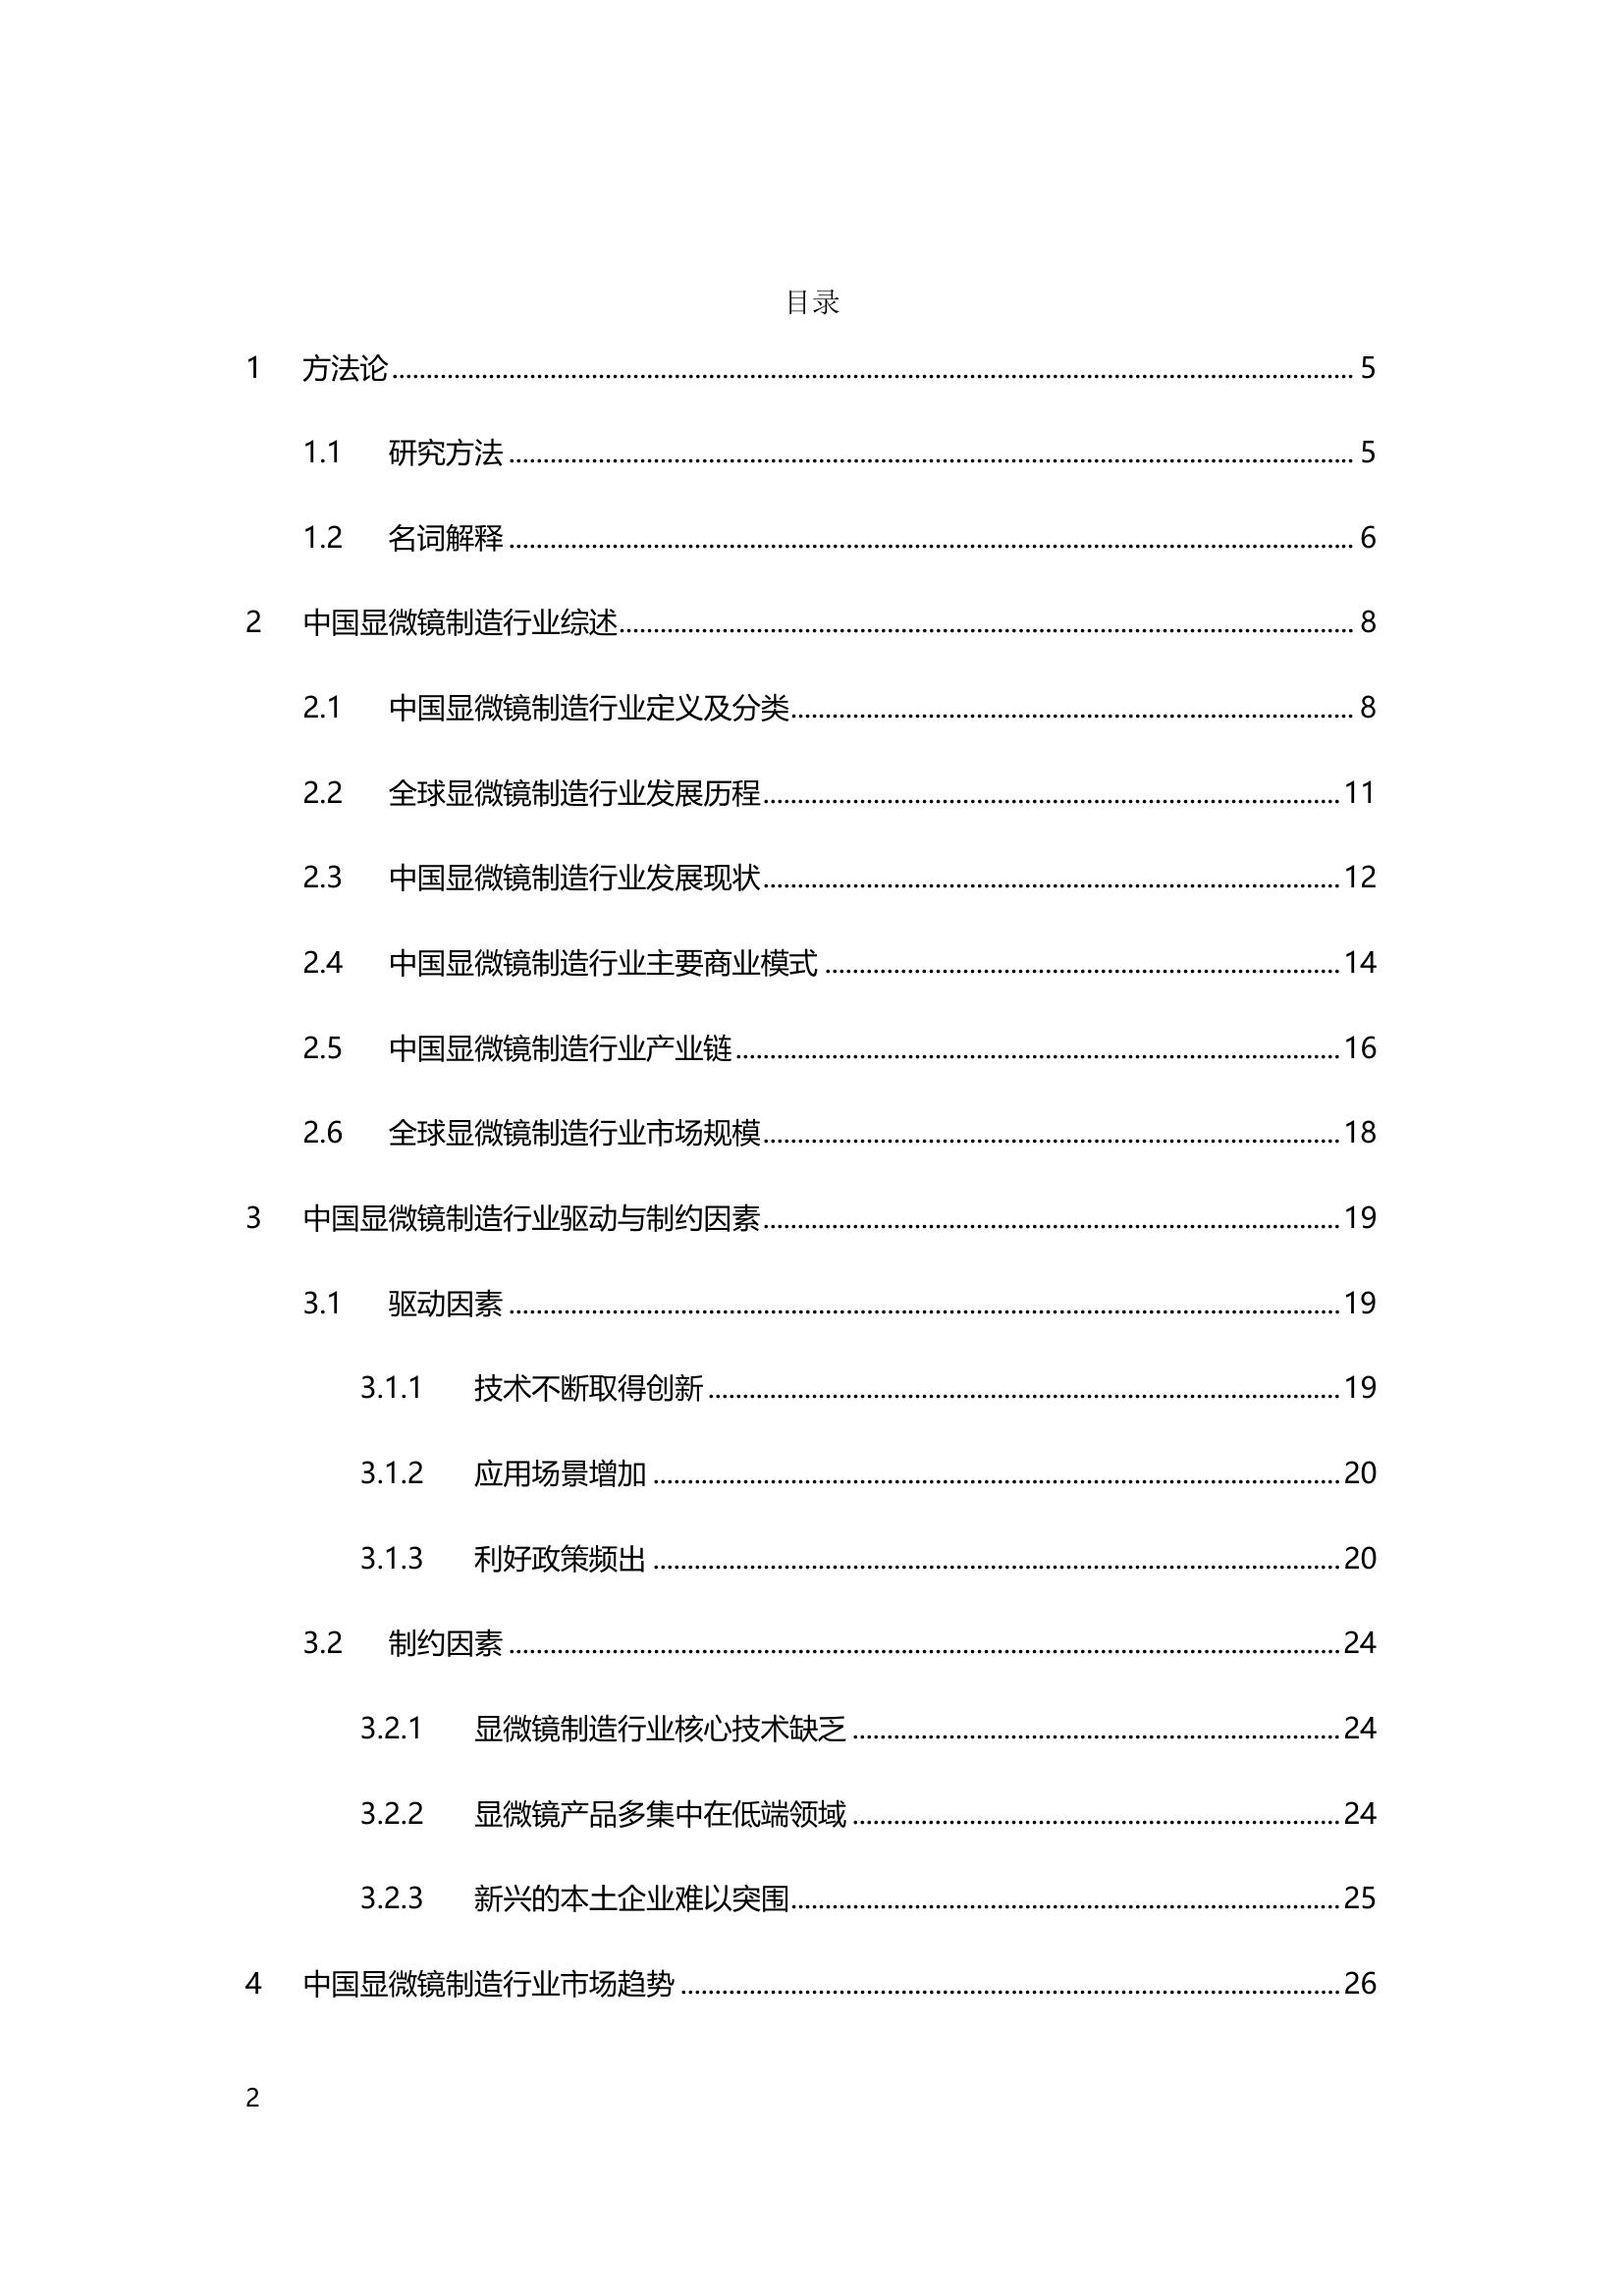 目录
1 方法论 5
1.1 研究方法 5
1.2 名词解释 6
2 中国显微镜制造行业综述 8
2.1 中国显微镜制造行业定义及分类 8
2.2 全球显微镜制造行业发展历程 11
2.3 中国显微镜制造行业发展现状 12
2.4 中国显微镜制造行业主要商业模式 14
2.5 中国显微镜制造行业产业链 16
2.6 全球显微镜制造行业市场规模 18
3 中国显微镜制造行业驱动与制约因素 19
3.1 驱动因素 19
3.1.1 技术不断取得创新 19
3.1.2 应用场景增加 20
3.1.3 利好政策频出 20
3.2 制约因素 24
3.2.1 显微镜制造行业核心技术缺乏 24
3.2.2 显微镜产品多集中在低端领域 24
3.2.3 新兴的本土企业难以突围 25
4 中国显微镜制造行业市场趋势 26
2